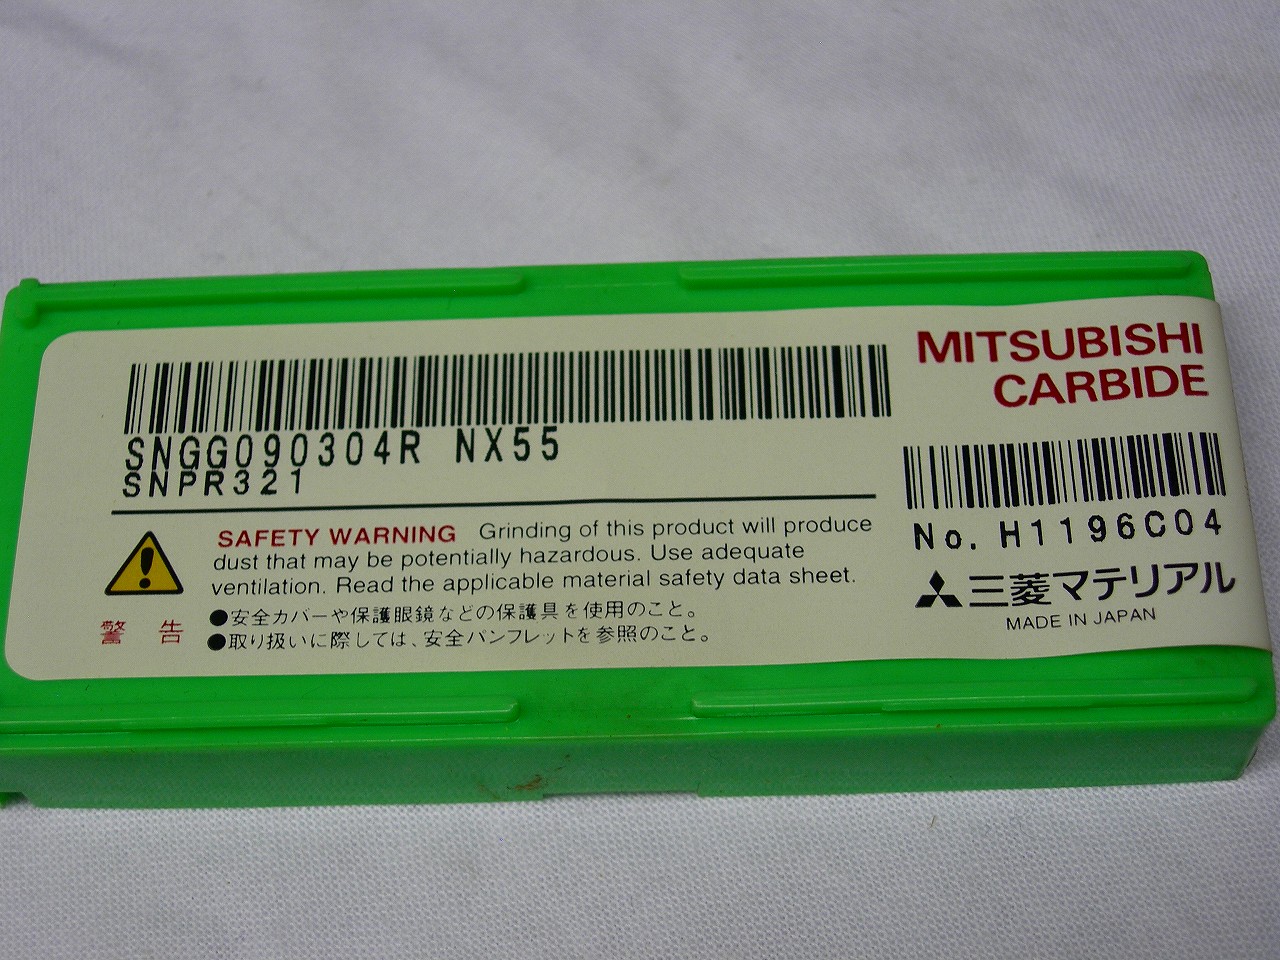 SNGG090304R NX55
SNPR321
SAFETY WARNING Grinding of this product will produce
dust that may be potentially hazardous. Use adequate
ventilation. Read the applicable material safety data sheet.
警 告
●安全カバーや保護眼鏡などの保護具を使用のこと。
●取り扱いに際しては、安全パンフレットを参照のこと。
MITSUBISHI
CARBIDE
No. H1196C04
三菱マテリアル
MADE IN JAPAN